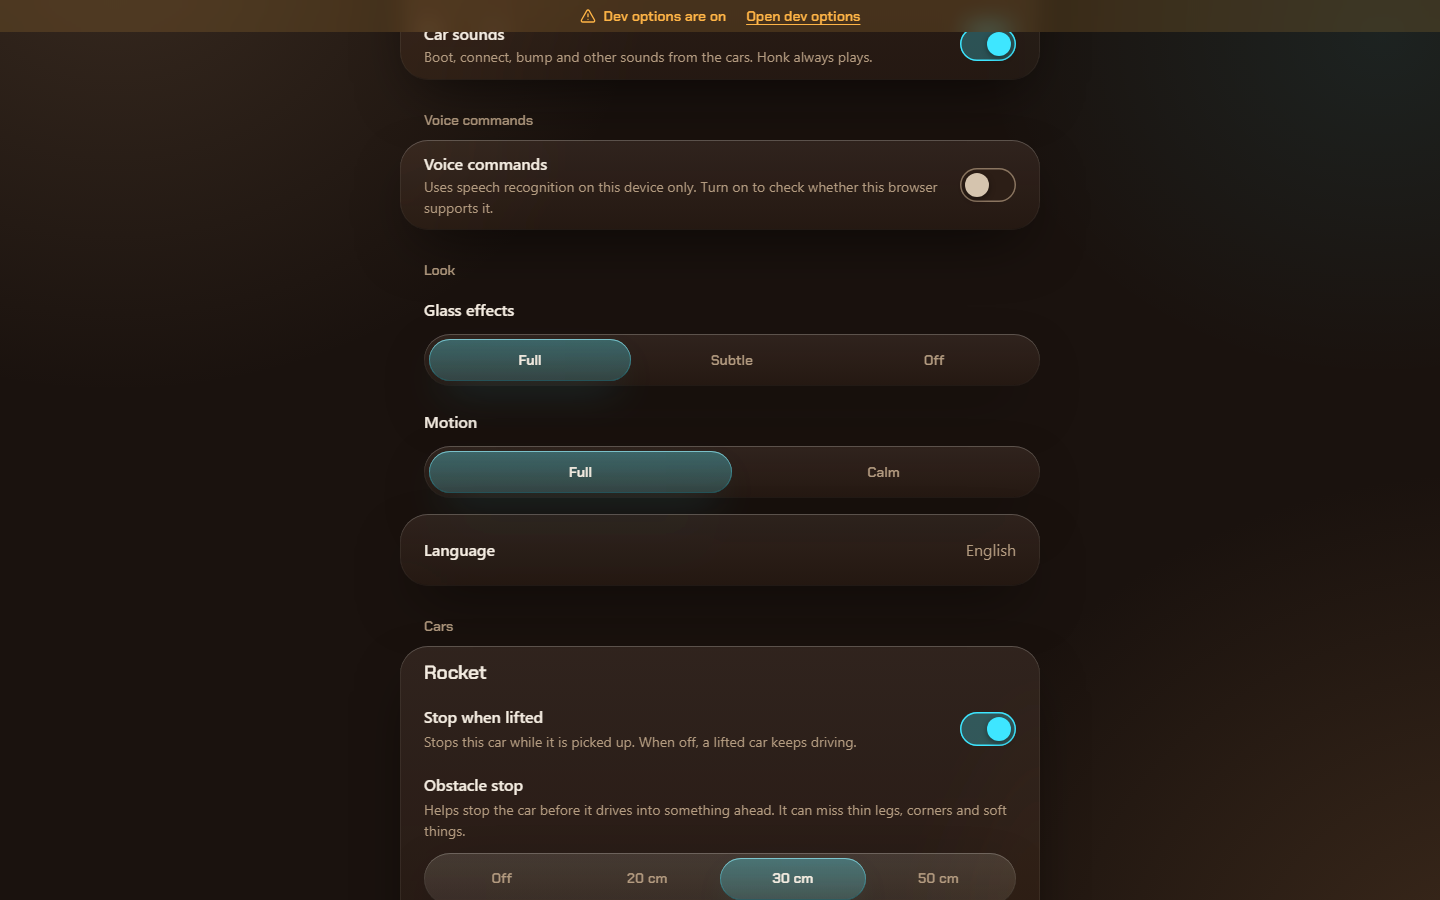 Dev options are on Open dev options
Car sounds
Boot, connect, bump and other sounds from the cars. Honk always plays.
Voice commands
Voice commands
Uses speech recognition on this device only. Turn on to check whether this browser
supports it.
Look
Glass effects
Full Subtle Off
Motion
Full Calm
Language English
Cars
Rocket
Stop when lifted
Stops this car while it is picked up. When off, a lifted car keeps driving.
Obstacle stop
Helps stop the car before it drives into something ahead. It can miss thin legs, corners and soft
things.
Off 20 cm 30 cm 50 cm